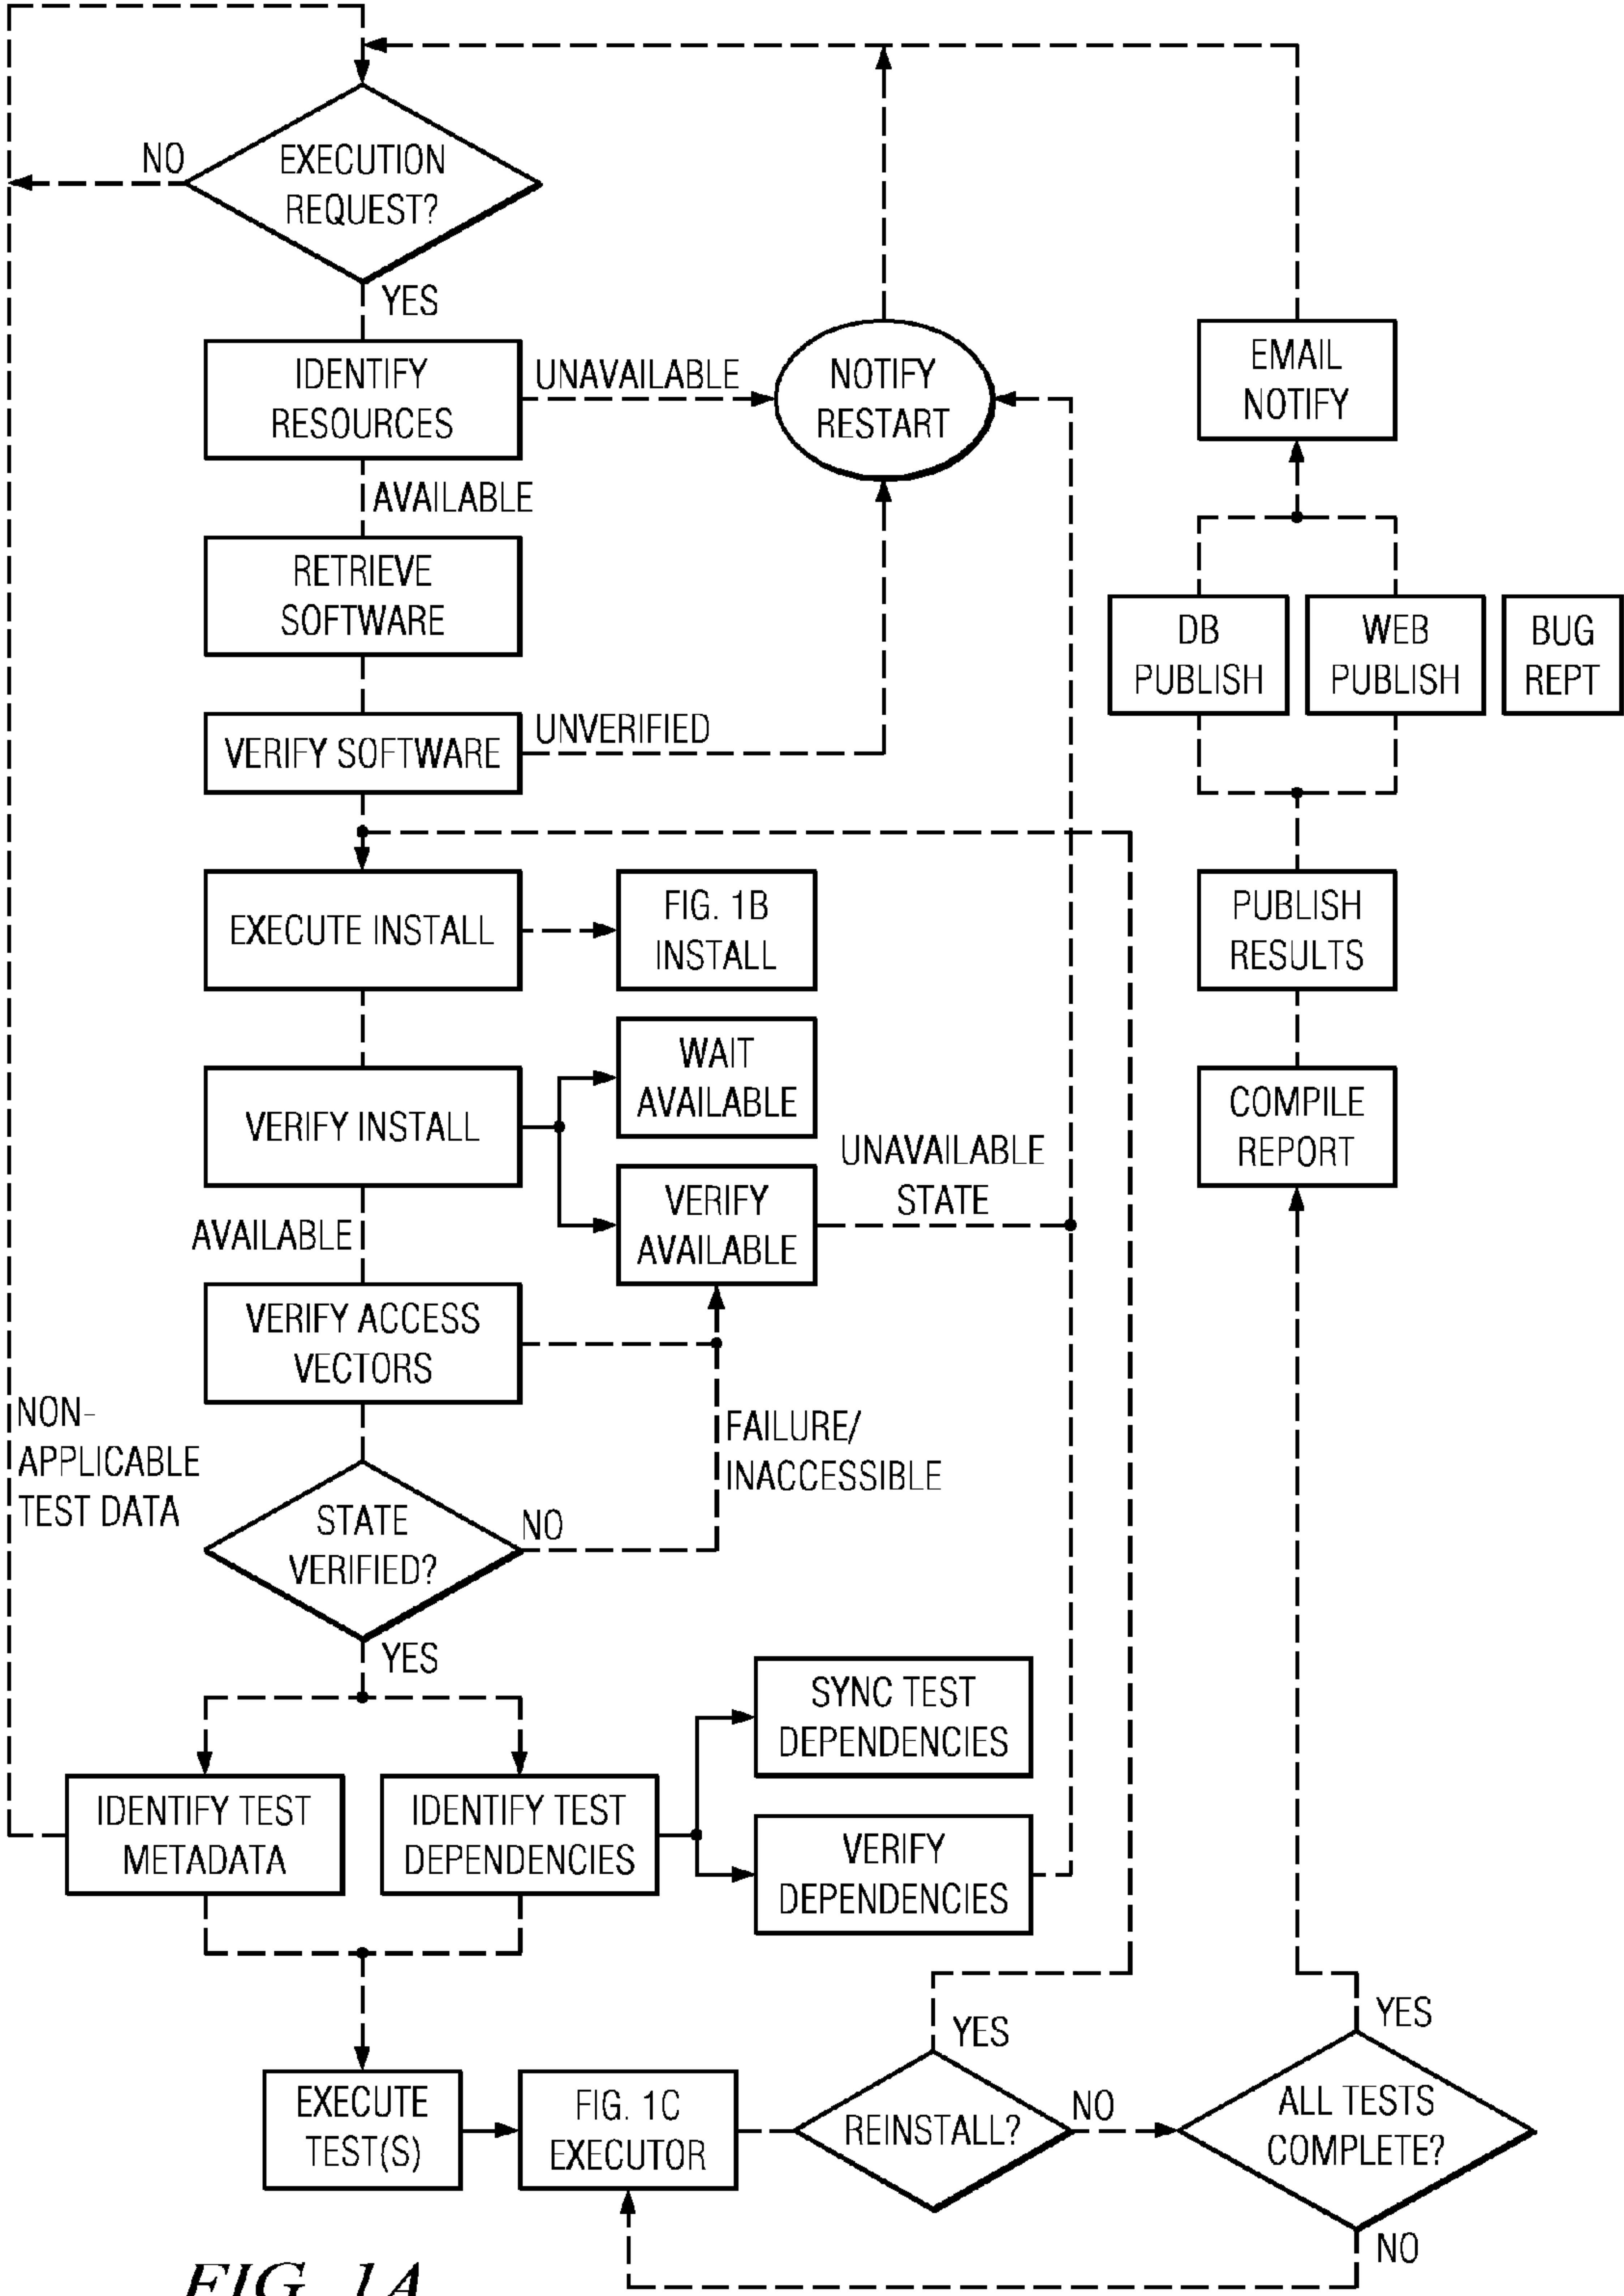 NO
EXECUTION
REQUEST?
YES
IDENTIFY
RESOURCES
UNAVAILABLE
NOTIFY
RESTART
EMAIL
NOTIFY
AVAILABLE
RETRIEVE
SOFTWARE
DB
PUBLISH
WEB
PUBLISH
BUG
REPT
VERIFY SOFTWARE
UNVERIFIED
EXECUTE INSTALL
FIG. 1B
INSTALL
PUBLISH
RESULTS
WAIT
AVAILABLE
VERIFY INSTALL
COMPILE
REPORT
UNAVAILABLE
STATE
VERIFY
AVAILABLE
AVAILABLE
VERIFY ACCESS
VECTORS
NON-
APPLICABLE
TEST DATA
FAILURE/
INACCESSIBLE
STATE
VERIFIED?
NO
YES
SYNC TEST
DEPENDENCIES
IDENTIFY TEST
METADATA
IDENTIFY TEST
DEPENDENCIES
VERIFY
DEPENDENCIES
YES
YES
EXECUTE
TEST(S)
FIG. 1C
EXECUTOR
REINSTALL?
NO
ALL TESTS
COMPLETE?
NO
FIG. 1A